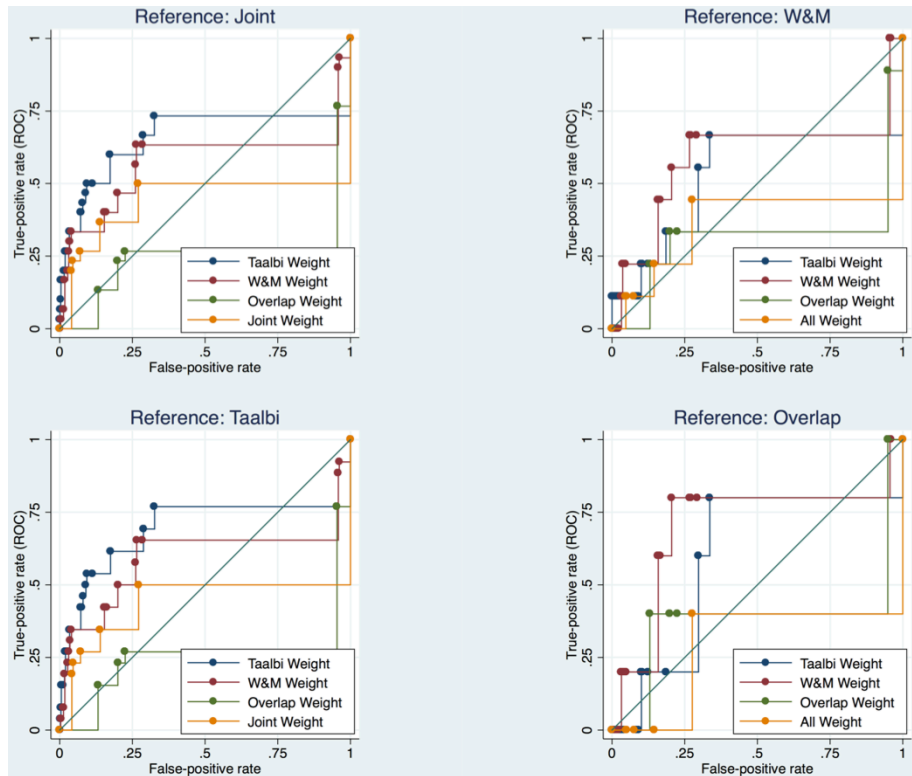 Reference: Joint
True-positive rate (ROC)
1
.75
.5
.25
0
Taalbi Weight
W&M Weight
Overlap Weight
Joint Weight
0 .25 .5 .75 1
False-positive rate
Reference: W&M
True-positive rate (ROC)
1
.75
.5
.25
0
Taalbi Weight
W&M Weight
Overlap Weight
All Weight
0 .25 .5 .75 1
False-positive rate
Reference: Taalbi
True-positive rate (ROC)
1
.75
.5
.25
0
Taalbi Weight
W&M Weight
Overlap Weight
Joint Weight
0 .25 .5 .75 1
False-positive rate
Reference: Overlap
True-positive rate (ROC)
1
.75
.5
.25
0
Taalbi Weight
W&M Weight
Overlap Weight
All Weight
0 .25 .5 .75 1
False-positive rate